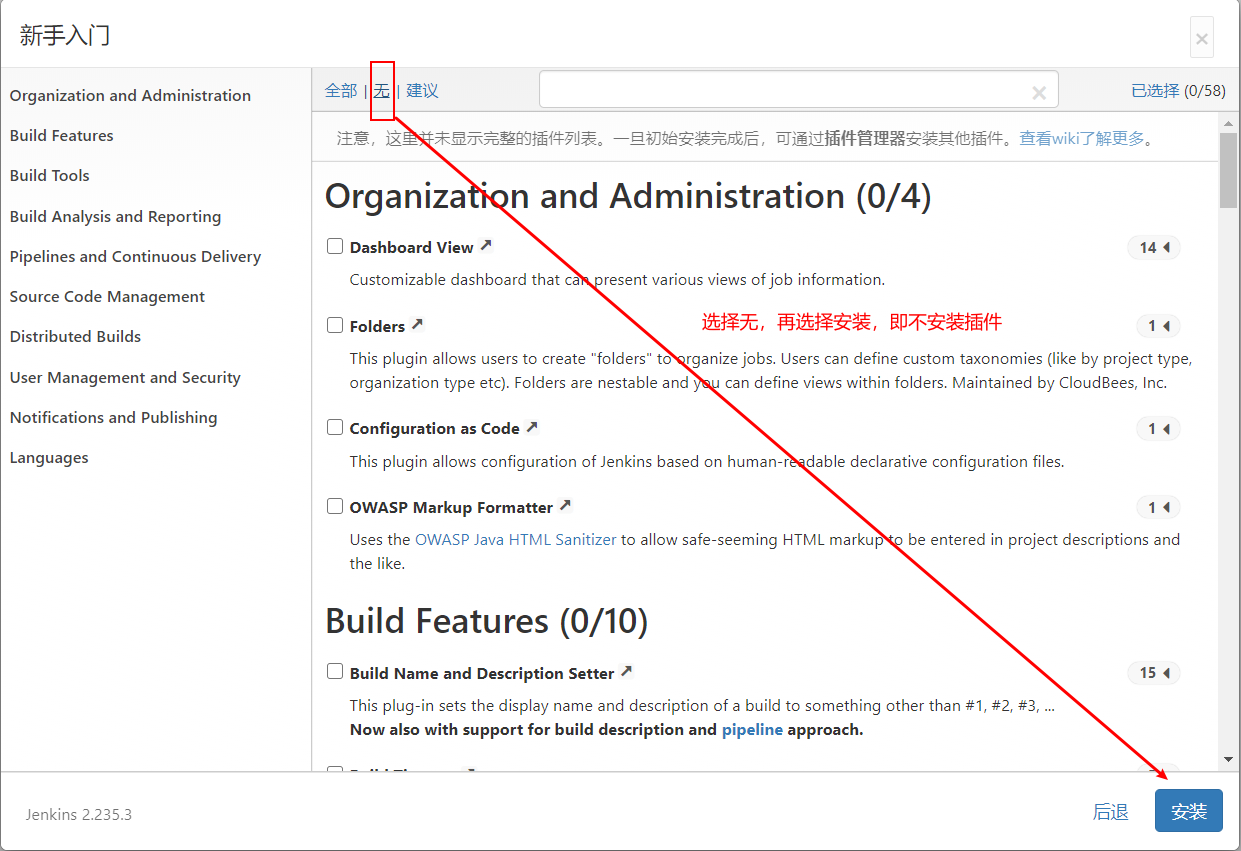 新手入门
×
Organization and Administration
Build Features
Build Tools
Build Analysis and Reporting
Pipelines and Continuous Delivery
Source Code Management
Distributed Builds
User Management and Security
Notifications and Publishing
Languages
全部 | 无 | 建议
×
已选择 (0/58)
注意，这里并未显示完整的插件列表。一旦初始安装完成后，可通过插件管理器安装其他插件。查看wiki了解更多。
Organization and Administration (0/4)
Dashboard View
14
Customizable dashboard that can present various views of job information.
选择无，再选择安装，即不安装插件
Folders
1
This plugin allows users to create "folders" to organize jobs. Users can define custom taxonomies (like by project type,
organization type etc). Folders are nestable and you can define views within folders. Maintained by CloudBees, Inc.
Configuration as Code
1
This plugin allows configuration of Jenkins based on human-readable declarative configuration files.
OWASP Markup Formatter
1
Uses the OWASP Java HTML Sanitizer to allow safe-seeming HTML markup to be entered in project descriptions and
the like.
Build Features (0/10)
Build Name and Description Setter
15
This plug-in sets the display name and description of a build to something other than #1, #2, #3, ...
Now also with support for build description and pipeline approach.
Jenkins 2.235.3
后退
安装